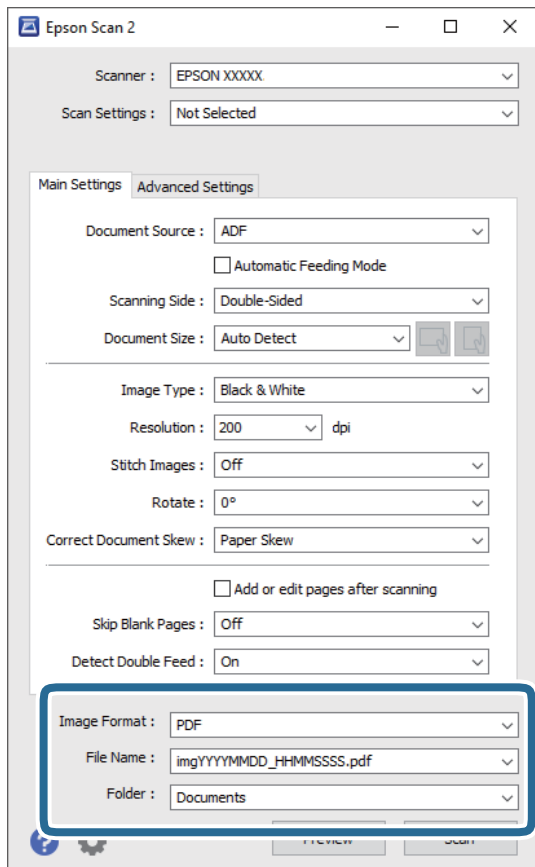 Epson Scan 2
Scanner : EPSON XXXXX
Scan Settings : Not Selected
Main Settings Advanced Settings
Document Source : ADF
Automatic Feeding Mode
Scanning Side : Double-Sided
Document Size : Auto Detect
Image Type : Black & White
Resolution : 200 dpi
Stitch Images : Off
Rotate : 0°
Correct Document Skew : Paper Skew
Add or edit pages after scanning
Skip Blank Pages : Off
Detect Double Feed : On
Image Format : PDF
File Name : imgYYYYMMDD_HHMMSSSS.pdf
Folder : Documents
? Preview Scan